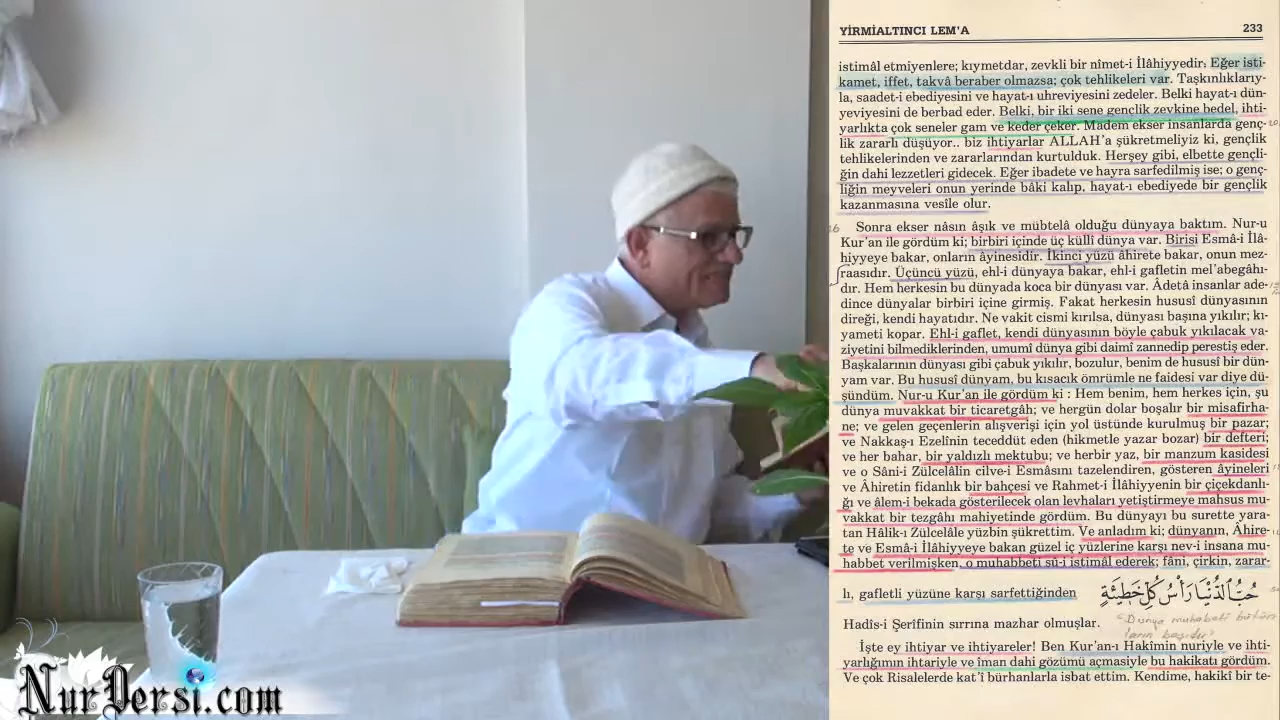 YİRMİALTINCI LEM'A 233
istimâl etmiyenlere; kıymetdar, zevkli bir nîmet-i İlâhiyyedir. Eğer isti-
kamet, iffet, takvâ beraber olmazsa; çok tehlikeleri var. Taşkınlıklarıy-
la, saadet-i ebediyesini ve hayat-ı uhreviyesini zedeler. Belki hayat-ı dün-
yeviyesini de berbad eder. Belki, bir iki sene gençlik zevkine bedel, ihti-
yarlıkta çok seneler gam ve keder çeker. Mâdem ekser insanlarda genç-
lik zararlı düşüyor.. biz ihtiyarlar ALLAH'a şükretmeliyiz ki, gençlik
tehlikelerinden ve zararlarından kurtulduk. Herşey gibi, elbette gençli-
ğin dahi lezzetleri gidecek. Eğer ibadete ve hayra sarfedilmiş ise; o genç-
liğin meyveleri onun yerinde bâki kalıp, hayat-ı ebediyede bir gençlik
kazanmasına vesîle olur.
Sonra ekser nâsın âşık ve mübtelâ olduğu dünyaya baktım. Nur-u
Kur'an ile gördüm ki; birbiri içinde üç küllî dünya var. Birisi Esmâ-i İlâ-
hiyyeye bakar, onların âyinesidir. İkinci yüzü âhirete bakar, onun mez-
raasıdır. Üçüncü yüzü, ehl-i dünyaya bakar, ehl-i gafletin mel'abegâhı-
dır. Hem herkesin bu dünyada koca bir dünyası var. Âdetâ insanlar ade-
dince dünyalar birbiri içine girmiş. Fakat herkesin hususî dünyasının
direği, kendi hayatıdır. Ne vakit cismi kırılsa, dünyası başına yıkılır; kı-
yameti kopar. Ehl-i gaflet, kendi dünyasının böyle çabuk yıkılacak va-
ziyetini bilmediklerinden, umumî dünya gibi daimî zannedip perestiş eder.
Başkalarının dünyası gibi çabuk yıkılır, bozulur, benim de hususî bir dün-
yam var. Bu hususî dünyam, bu kısacık ömrümle ne faidesi var diye dü-
şündüm. Nur-u Kur'an ile gördüm ki : Hem benim, hem herkes için, şu
dünya muvakkat bir ticaretgâh; ve hergün dolar boşalır bir misafirha-
ne; ve gelen geçenlerin alışverişi için yol üstünde kurulmuş bir pazar;
ve Nakkaş-ı Ezelînin teceddüt eden (hikmetle yazar bozar) bir defteri;
ve her bahar, bir yaldızlı mektubu; ve herbir yaz, bir manzum kasidesi
ve o Sâni-i Zülcelâlin cilve-i Esmâsını tazelendiren, gösteren âyineleri
ve Âhiretin fidanlık bir bahçesi ve Rahmet-i İlâhiyyenin bir çiçekdanlı-
ğı ve âlem-i bekada gösterilecek olan levhaları yetiştirmeye mahsus mu-
vakkat bir tezgâhı mahiyetinde gördüm. Bu dünyayı bu surette yara-
tan Hâlik-ı Zülcelâle yüzbin şükrettim. Ve anladım ki; dünyanın, Âhire-
te ve Esmâ-i İlâhiyyeye bakan güzel iç yüzlerine karşı nev-i insana mu-
habbet verilmişken, o muhabbeti sû-i istimâl ederek; fâni, çirkin, zarar-
lı, gafletli yüzüne karşı sarfettiğinden حُبُّ الدُّنْيَا رَأْسُ كُلِّ خَطِيئَةٍ
Hadîs-i Şerîfinin sırrına mazhar olmuşlar.
"Dünya muhabbeti bütün
İşte ey ihtiyar ve ihtiyareler! Ben Kur'an-ı Hakîmin nuriyle ve ihti-
yarlığımın ihtariyle ve îman dahi gözümü açmasiyle bu hakikatı gördüm.
Ve çok Risalelerde kat'î bürhanlarla isbat ettim. Kendime, hakikî bir te-
NurDersi.com